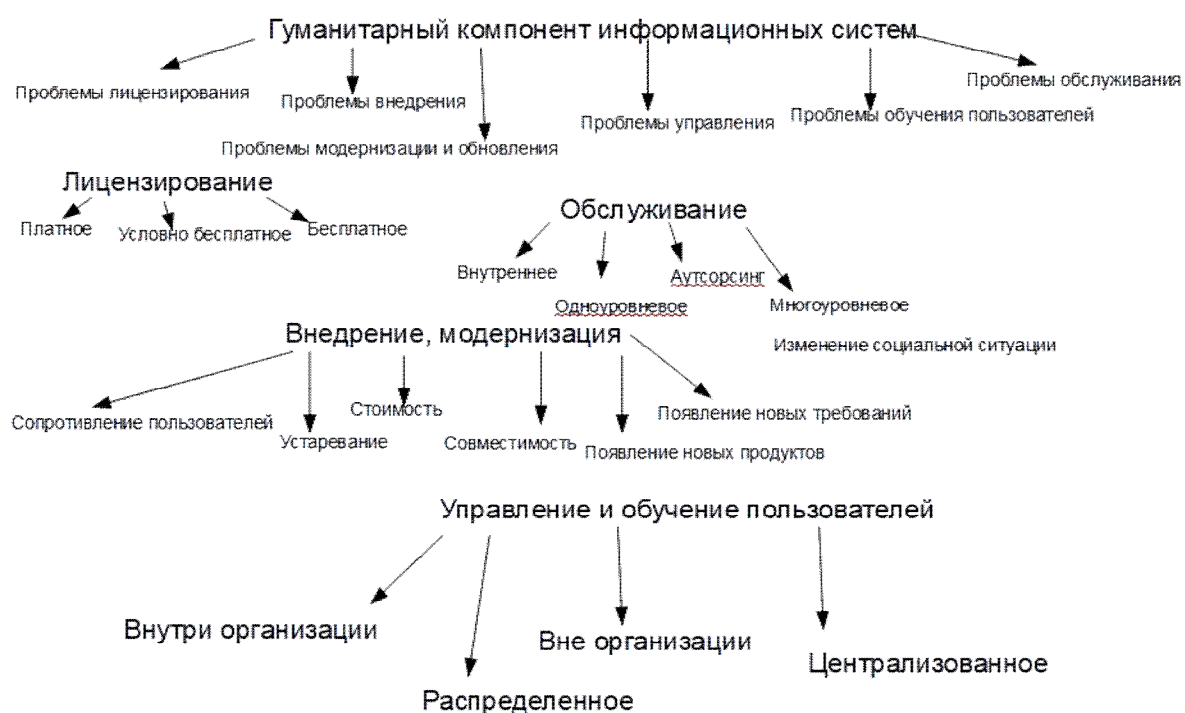 Гуманитарный компонент информационных систем
Проблемы лицензирования
Проблемы внедрения
Проблемы модернизации и обновления
Проблемы управления
Проблемы обучения пользователей
Проблемы обслуживания
Лицензирование
Платное
Условно бесплатное
Бесплатное
Обслуживание
Внутреннее
Одноуровневое
Аутсорсинг
Многоуровневое
Внедрение, модернизация
Изменение социальной ситуации
Сопротивление пользователей
Устаревание
Стоимость
Совместимость
Появление новых продуктов
Появление новых требований
Управление и обучение пользователей
Внутри организации
Распределенное
Вне организации
Централизованное